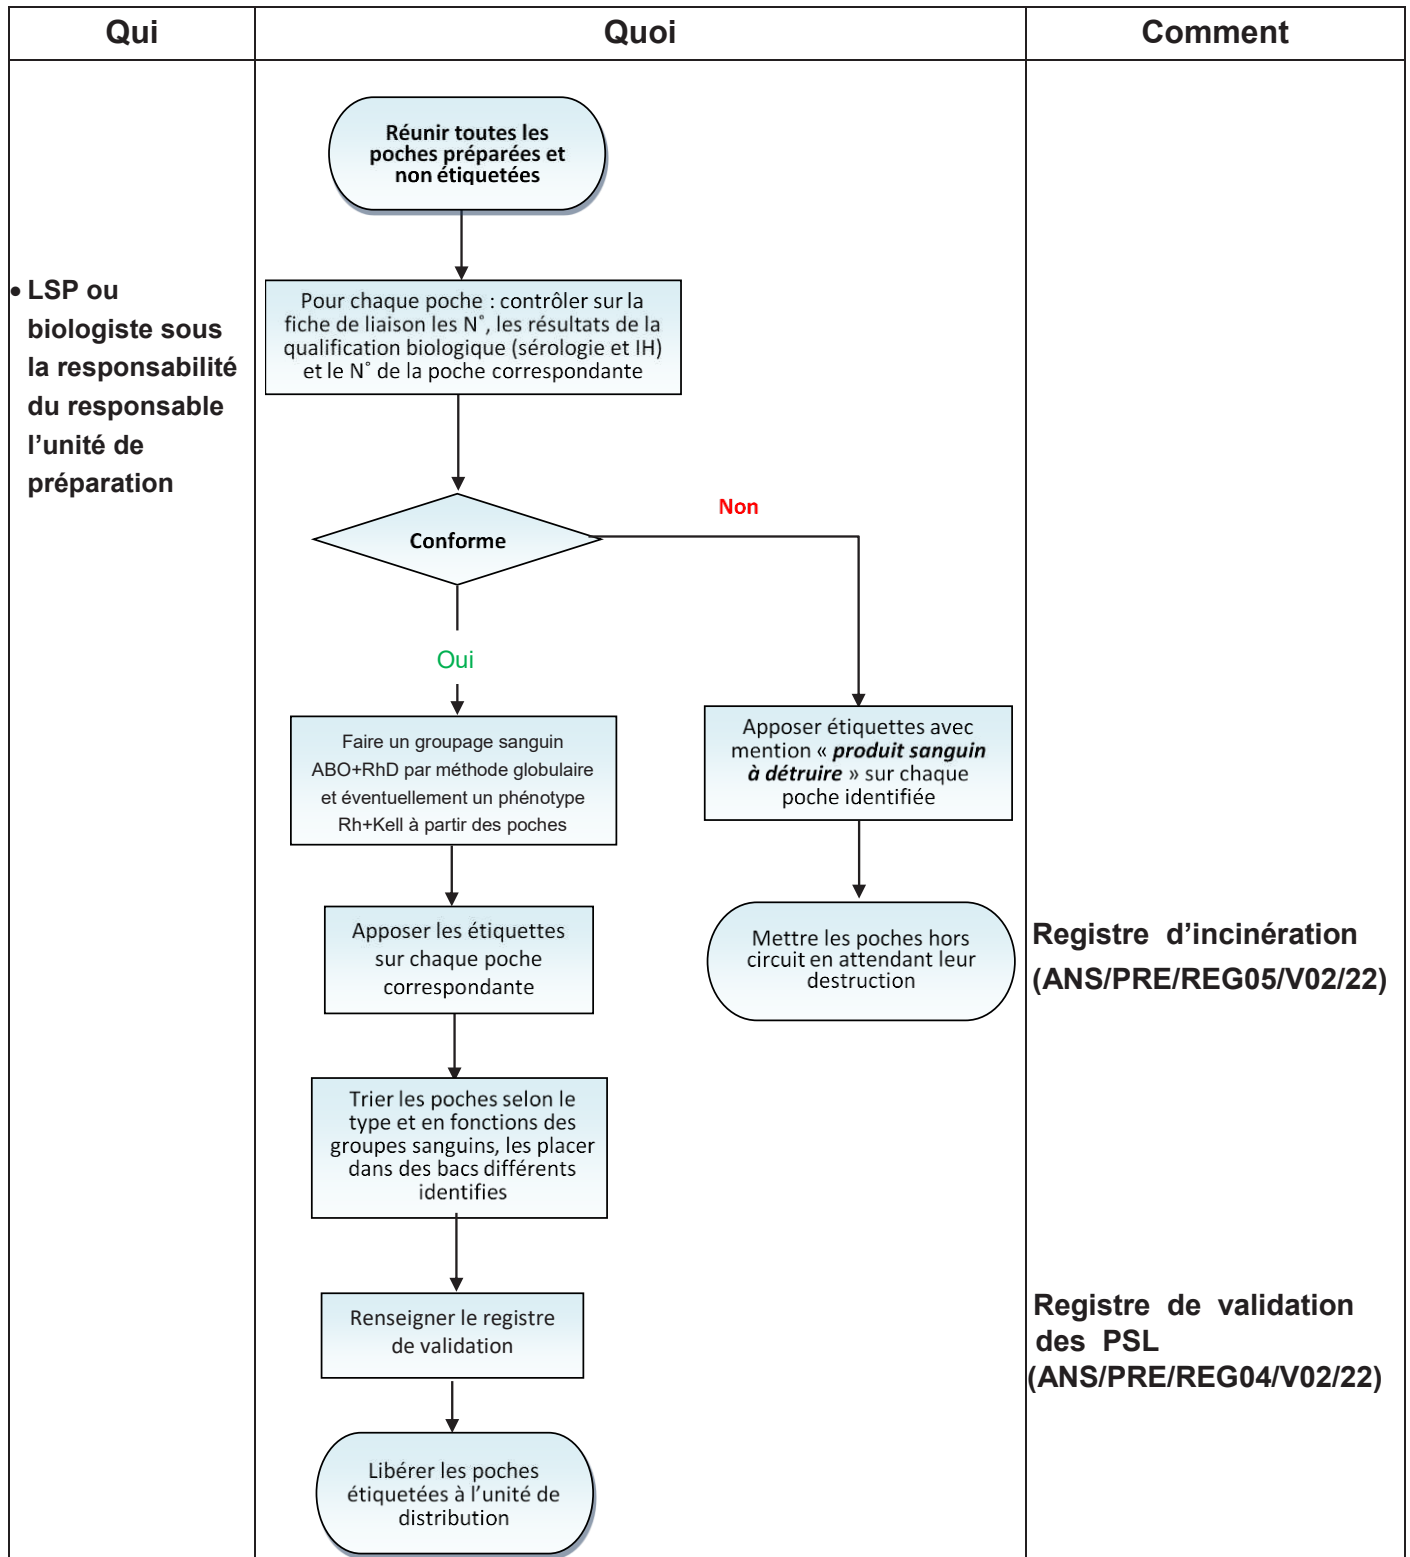 Qui
Quoi
Comment
Réunir toutes les
poches préparées et
non étiquetées
• LSP ou
biologiste sous
la responsabilité
du responsable
l’unité de
préparation
Pour chaque poche : contrôler sur la
fiche de liaison les N°, les résultats de la
qualification biologique (sérologie et IH)
et le N° de la poche correspondante
Conforme
Non
Oui
Faire un groupage sanguin
ABO+RhD par méthode globulaire
et éventuellement un phénotype
Rh+Kell à partir des poches
Apposer étiquettes avec
mention « produit sanguin
à détruire » sur chaque
poche identifiée
Apposer les étiquettes
sur chaque poche
correspondante
Mettre les poches hors
circuit en attendant leur
destruction
Registre d’incinération
(ANS/PRE/REG05/V02/22)
Trier les poches selon le
type et en fonctions des
groupes sanguins, les placer
dans des bacs différents
identifies
Renseigner le registre
de validation
Registre de validation
des PSL
(ANS/PRE/REG04/V02/22)
Libérer les poches
étiquetées à l’unité de
distribution